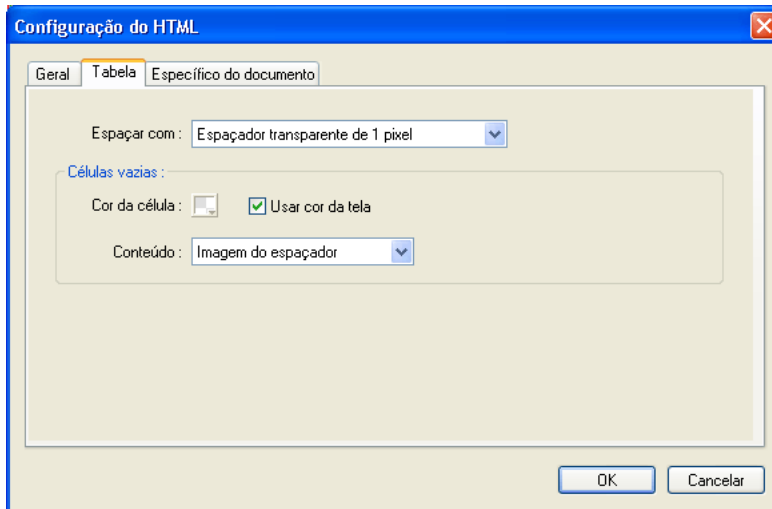 Configuração do HTML
Geral Tabela Específico do documento
Espaçar com : Espaçador transparente de 1 pixel
Células vazias :
Cor da célula : Usar cor da tela
Conteúdo : Imagem do espaçador
OK Cancelar